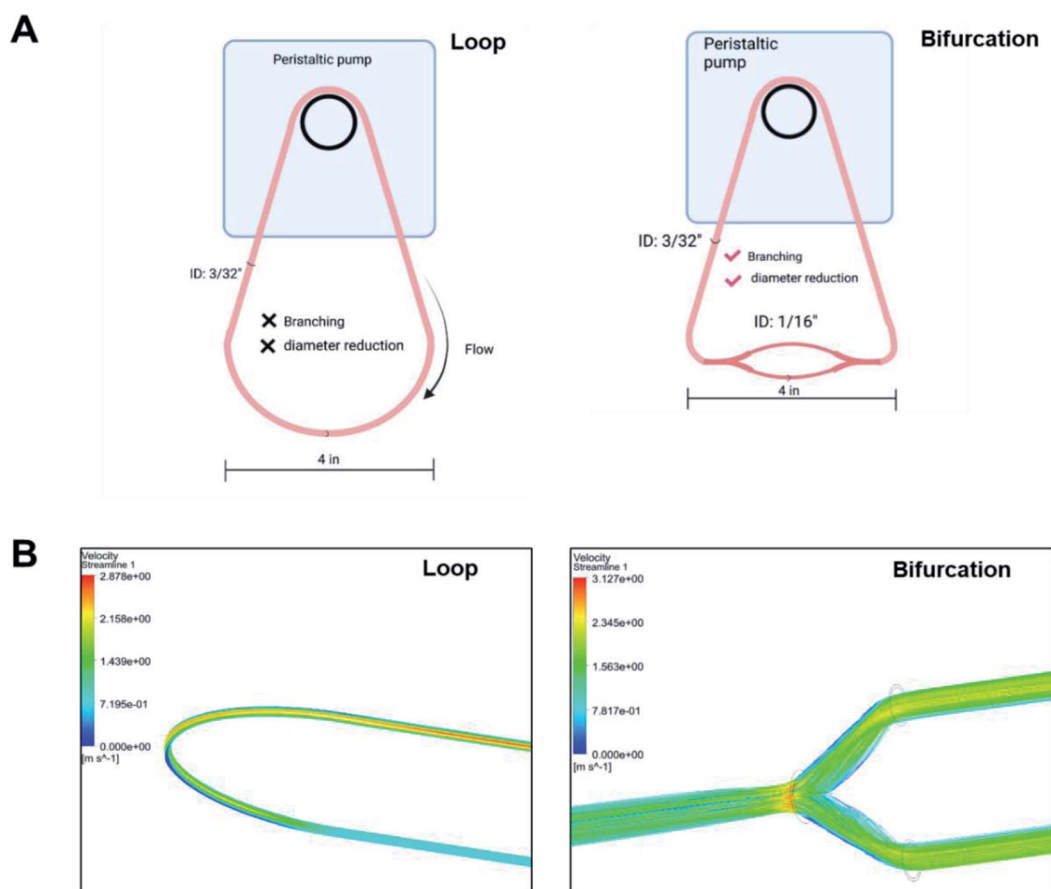 A
Loop
Peristaltic pump
ID: 3/32"
Branching
diameter reduction
Flow
4 in
Bifurcation
Peristaltic
pump
ID: 3/32"
Branching
diameter reduction
ID: 1/16"
4 in
B
Velocity
Streamline 1
Loop
2.878e+00
2.158e+00
1.439e+00
7.195e-01
0.000e+00
[m s^-1]
Velocity
Streamline 1
Bifurcation
3.127e+00
2.345e+00
1.563e+00
7.817e-01
0.000e+00
[m s^-1]